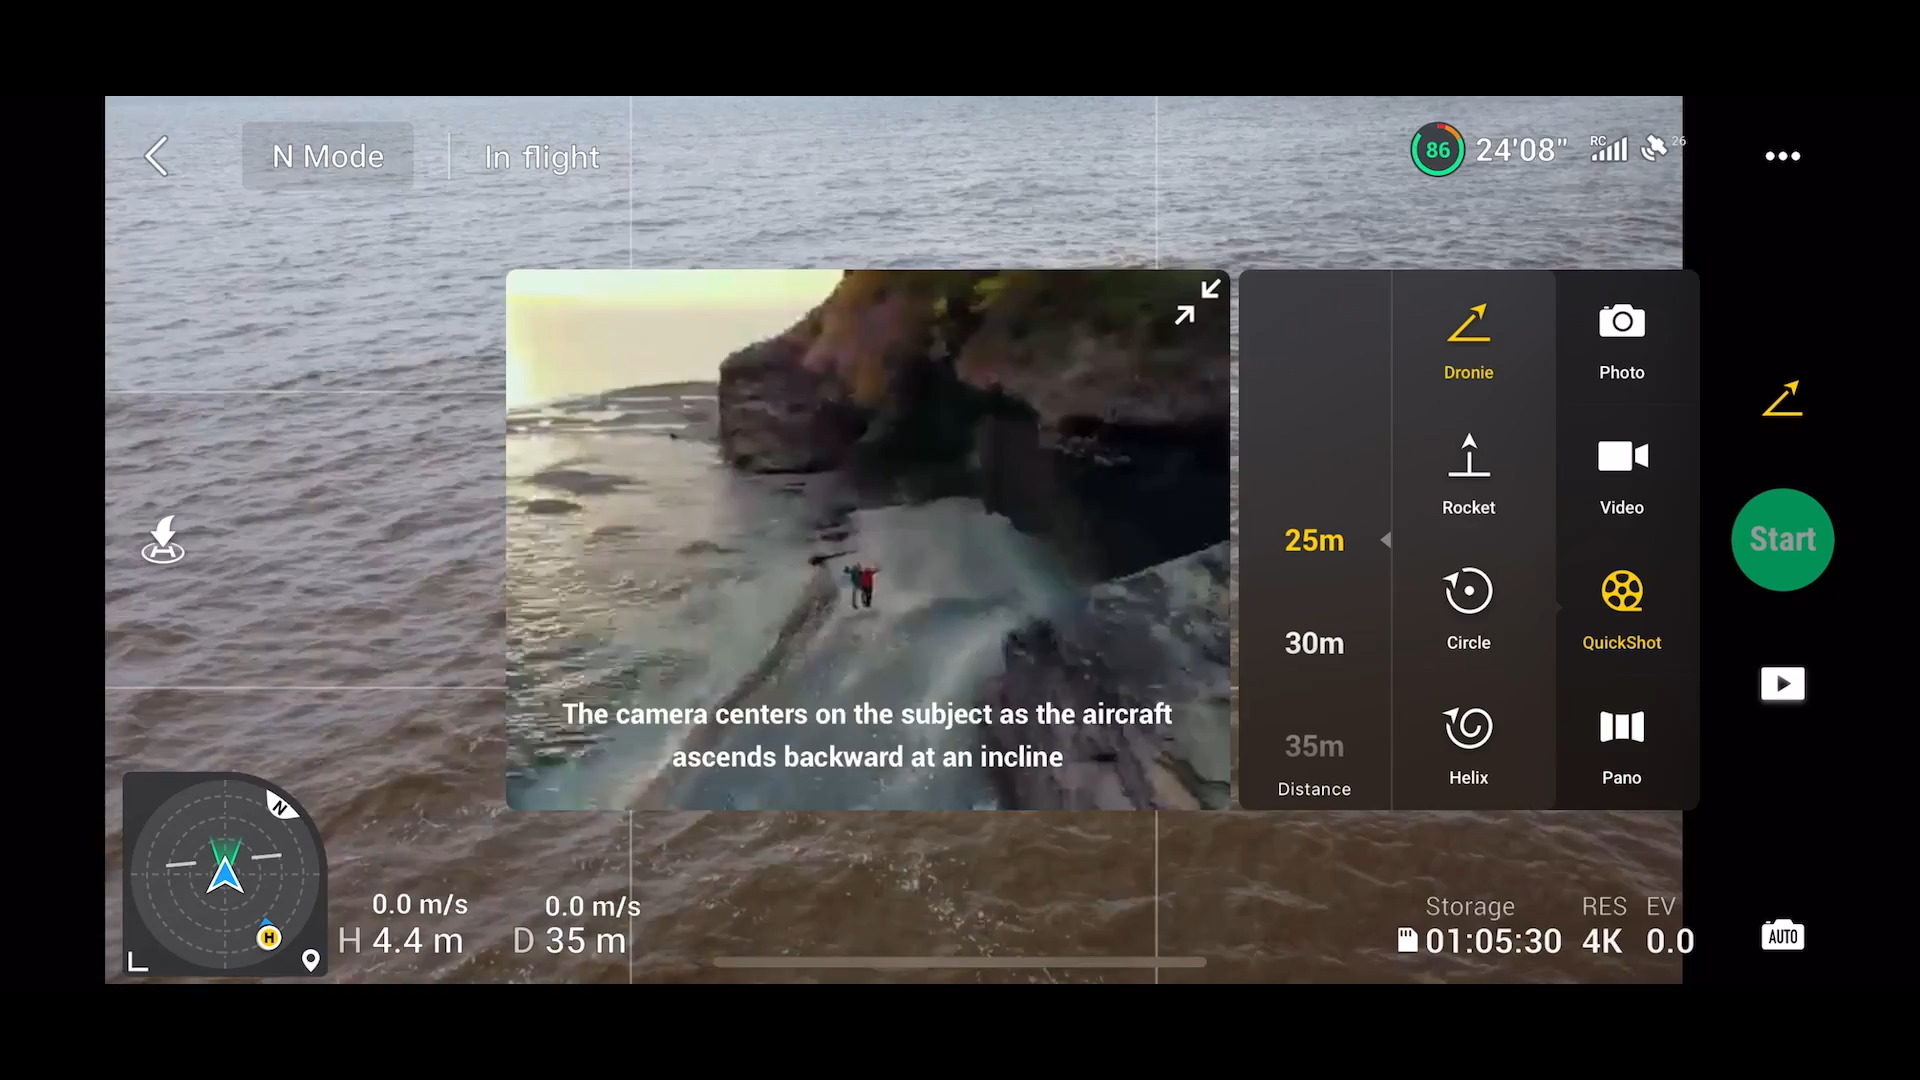 N Mode
In flight
86
24'08"
RC
26
Dronie
Photo
Rocket
Video
25m
Start
30m
Circle
QuickShot
The camera centers on the subject as the aircraft
ascends backward at an incline
35m
Distance
Helix
Pano
N
H
L
0.0 m/s
0.0 m/s
H 4.4 m
D 35 m
Storage
RES
EV
01:05:30
4K
0.0
AUTO